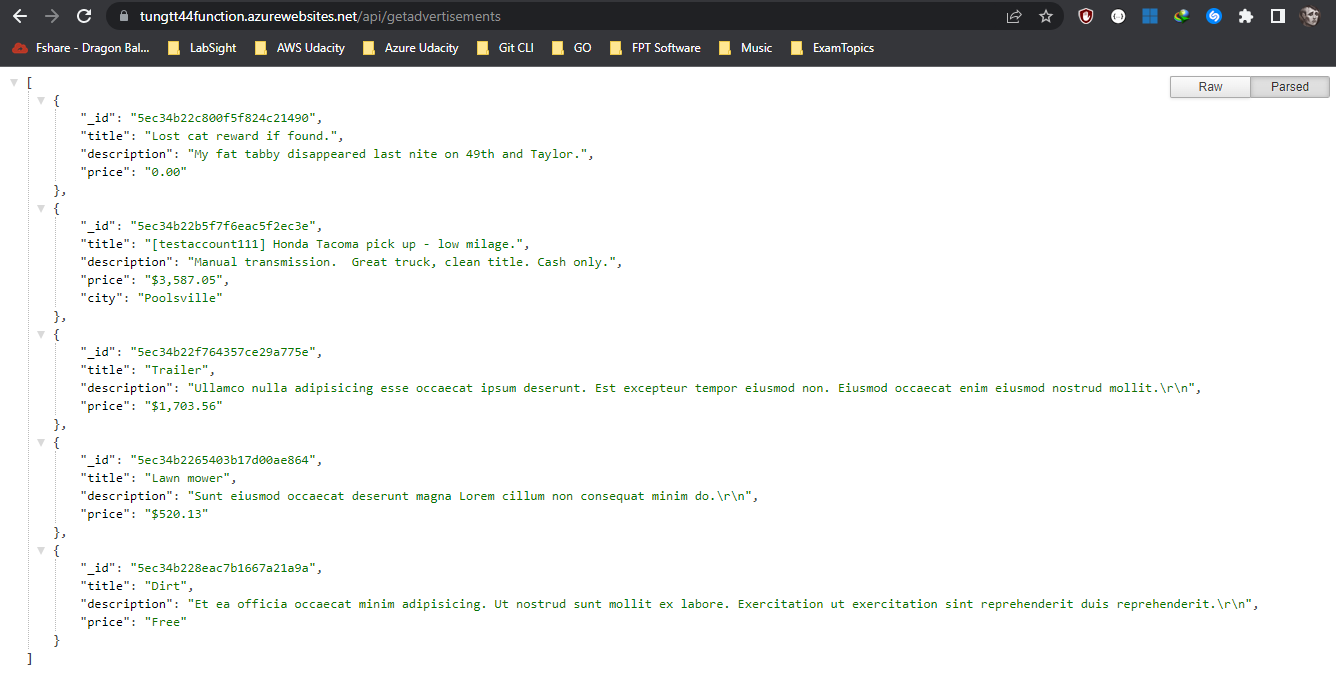 tungtt44function.azurewebsites.net/api/getadvertisements
Fshare - Dragon Bal... LabSight AWS Udacity Azure Udacity Git CLI GO FPT Software Music ExamTopics
Raw Parsed
[
{
"_id": "5ec34b22c800f5f824c21490",
"title": "Lost cat reward if found.",
"description": "My fat tabby disappeared last nite on 49th and Taylor.",
"price": "0.00"
},
{
"_id": "5ec34b22b5f7f6eac5f2ec3e",
"title": "[testaccount111] Honda Tacoma pick up - low milage.",
"description": "Manual transmission.  Great truck, clean title. Cash only.",
"price": "$3,587.05",
"city": "Poolsville"
},
{
"_id": "5ec34b22f764357ce29a775e",
"title": "Trailer",
"description": "Ullamco nulla adipisicing esse occaecat ipsum deserunt. Est excepteur tempor eiusmod non. Eiusmod occaecat enim eiusmod nostrud mollit.\r\n",
"price": "$1,703.56"
},
{
"_id": "5ec34b2265403b17d00ae864",
"title": "Lawn mower",
"description": "Sunt eiusmod occaecat deserunt magna Lorem cillum non consequat minim do.\r\n",
"price": "$520.13"
},
{
"_id": "5ec34b228eac7b1667a21a9a",
"title": "Dirt",
"description": "Et ea officia occaecat minim adipisicing. Ut nostrud sunt mollit ex labore. Exercitation ut exercitation sint reprehenderit duis reprehenderit.\r\n",
"price": "Free"
}
]